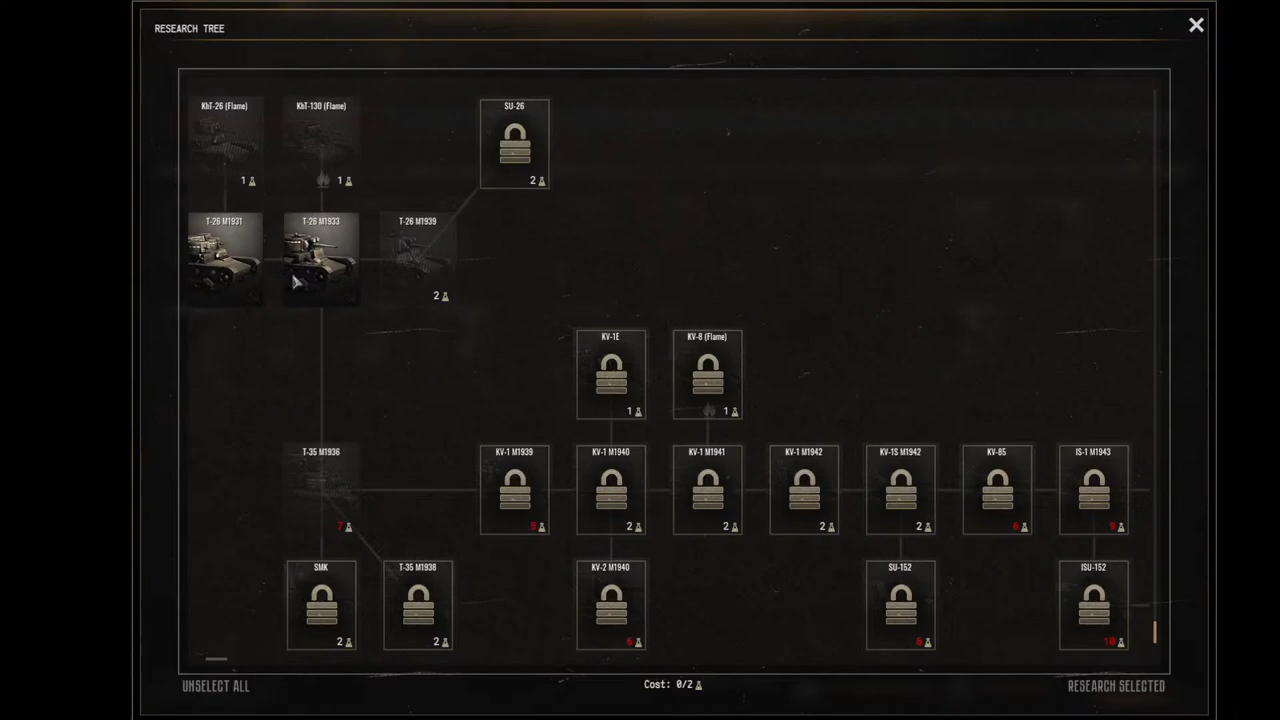 RESEARCH TREE
KhT-26 (Flame)
KhT-130 (Flame)
SU-26
1
1
2
T-26 M1931
T-26 M1933
T-26 M1939
2
KV-1E
KV-8 (Flame)
1
1
T-35 M1936
KV-1 M1939
KV-1 M1940
KV-1 M1941
KV-1 M1942
KV-1S M1942
KV-85
IS-1 M1943
7
5
2
2
2
2
6
9
SMK
T-35 M1938
KV-2 M1940
SU-152
ISU-152
2
2
6
6
10
UNSELECT ALL
Cost: 0/2
RESEARCH SELECTED